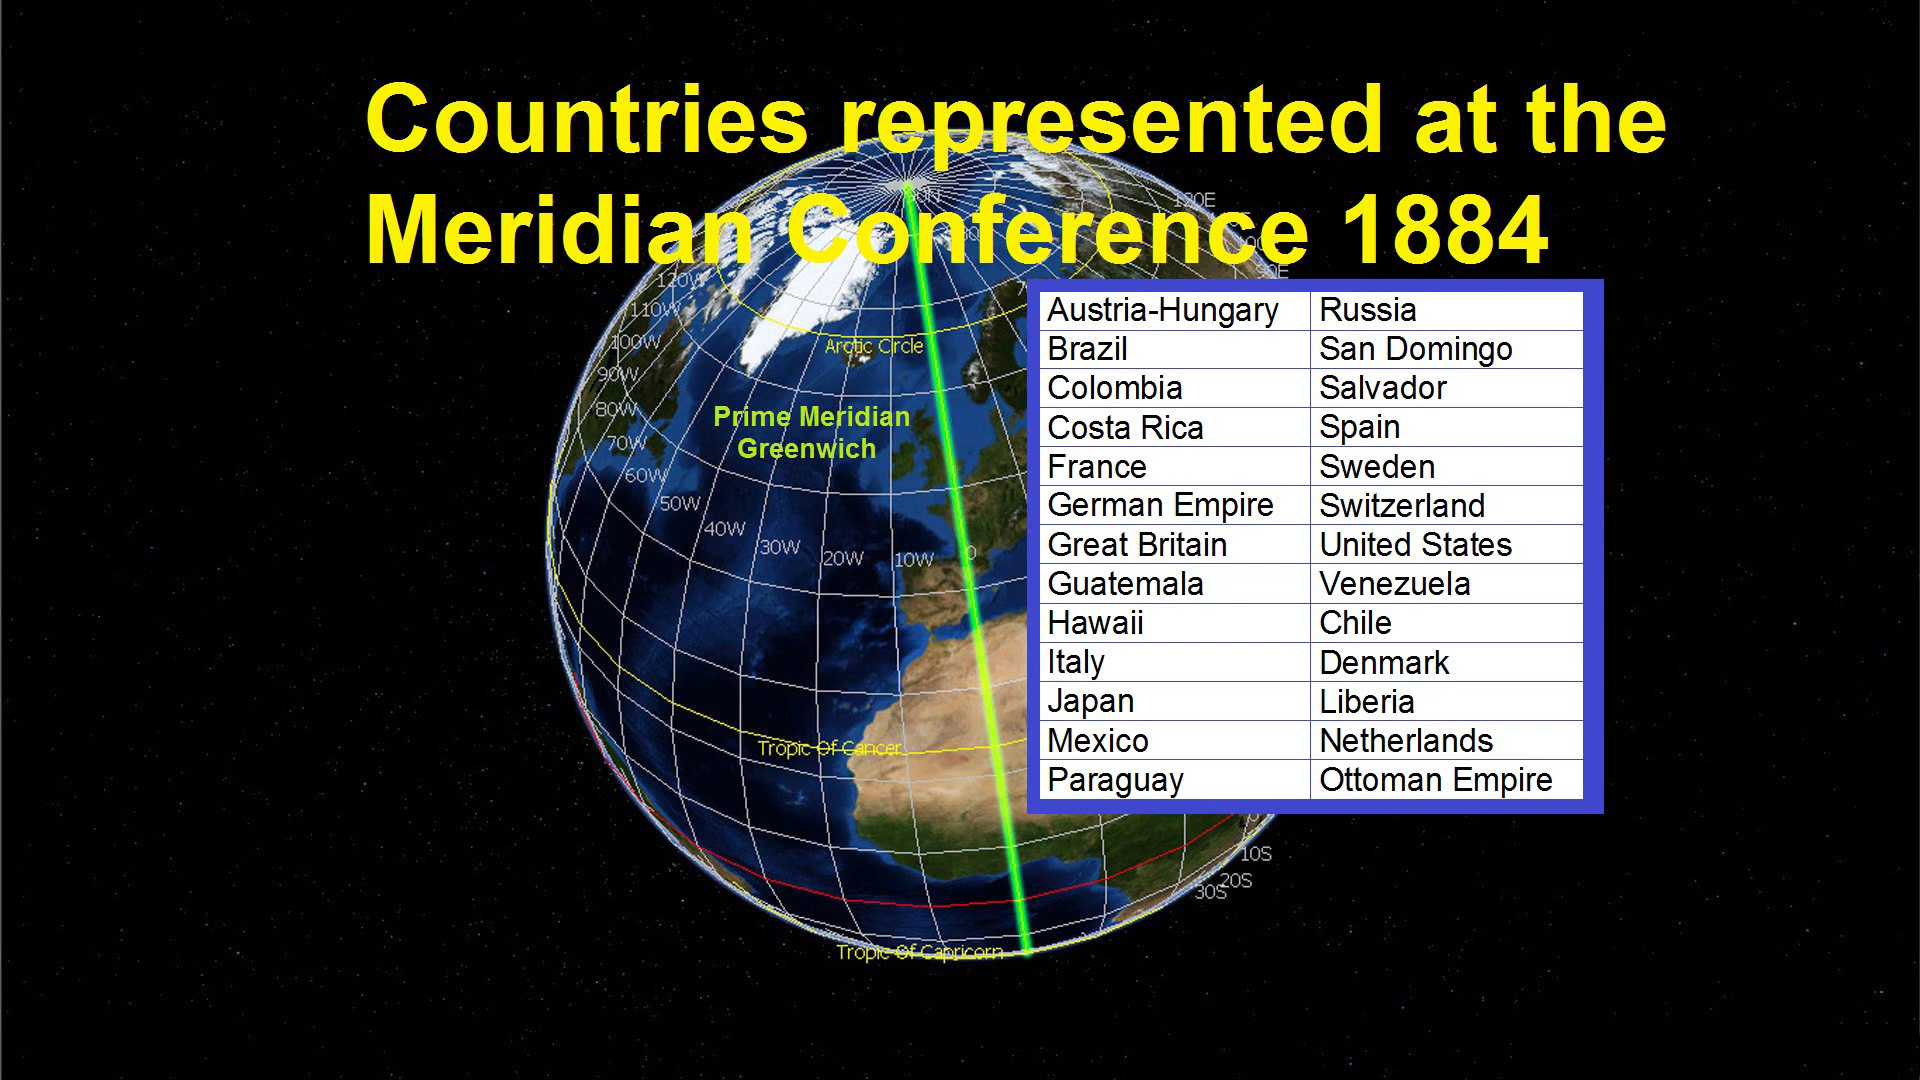 Countries represented at the
Meridian Conference 1884
120E
90E
120W
110W
100W
90W
80W
70W
60W
50W
40W
30W
20W
10W
0
Arctic Circle
Prime Meridian
Greenwich
Tropic Of Cancer
Tropic Of Capricorn
10S
20S
30S
Austria-Hungary Russia
Brazil San Domingo
Colombia Salvador
Costa Rica Spain
France Sweden
German Empire Switzerland
Great Britain United States
Guatemala Venezuela
Hawaii Chile
Italy Denmark
Japan Liberia
Mexico Netherlands
Paraguay Ottoman Empire